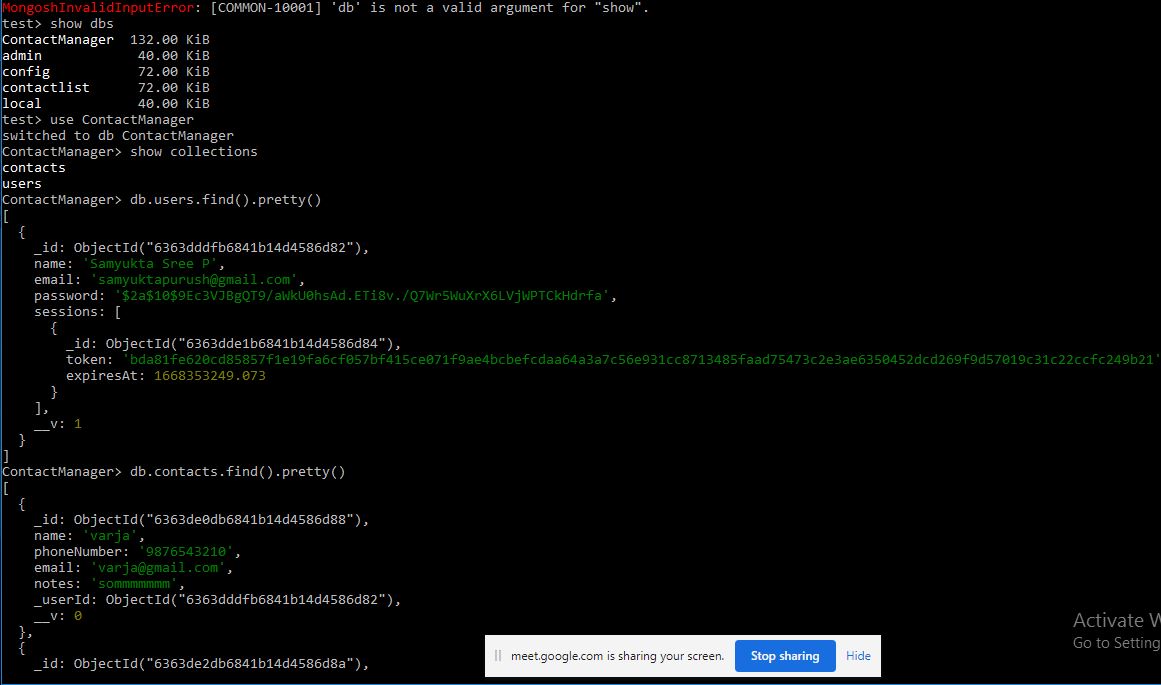 MongoshInvalidInputError: [COMMON-10001] 'db' is not a valid argument for "show".
test> show dbs
ContactManager  132.00 KiB
admin            40.00 KiB
config           72.00 KiB
contactlist      72.00 KiB
local            40.00 KiB
test> use ContactManager
switched to db ContactManager
ContactManager> show collections
contacts
users
ContactManager> db.users.find().pretty()
[
  {
    _id: ObjectId("6363dddfb6841b14d4586d82"),
    name: 'Samyukta Sree P',
    email: 'samyuktapurush@gmail.com',
    password: '$2a$10$9Ec3VJBgQT9/aWkU0hsAd.ETi8v./Q7Wr5WuXrX6LVjWPTCkHdrfa',
    sessions: [
      {
        _id: ObjectId("6363dde1b6841b14d4586d84"),
        token: 'bda81fe620cd85857f1e19fa6cf057bf415ce071f9ae4bcbefcdaa64a3a7c56e931cc8713485faad75473c2e3ae6350452dcd269f9d57019c31c22ccfc249b21'
        expiresAt: 1668353249.073
      }
    ],
    __v: 1
  }
]
ContactManager> db.contacts.find().pretty()
[
  {
    _id: ObjectId("6363de0db6841b14d4586d88"),
    name: 'varja',
    phoneNumber: '9876543210',
    email: 'varja@gmail.com',
    notes: 'sommmmmmm',
    _userId: ObjectId("6363dddfb6841b14d4586d82"),
    __v: 0
  },
  {
    _id: ObjectId("6363de2db6841b14d4586d8a"),
Activate W
Go to Setting
meet.google.com is sharing your screen.
Stop sharing
Hide